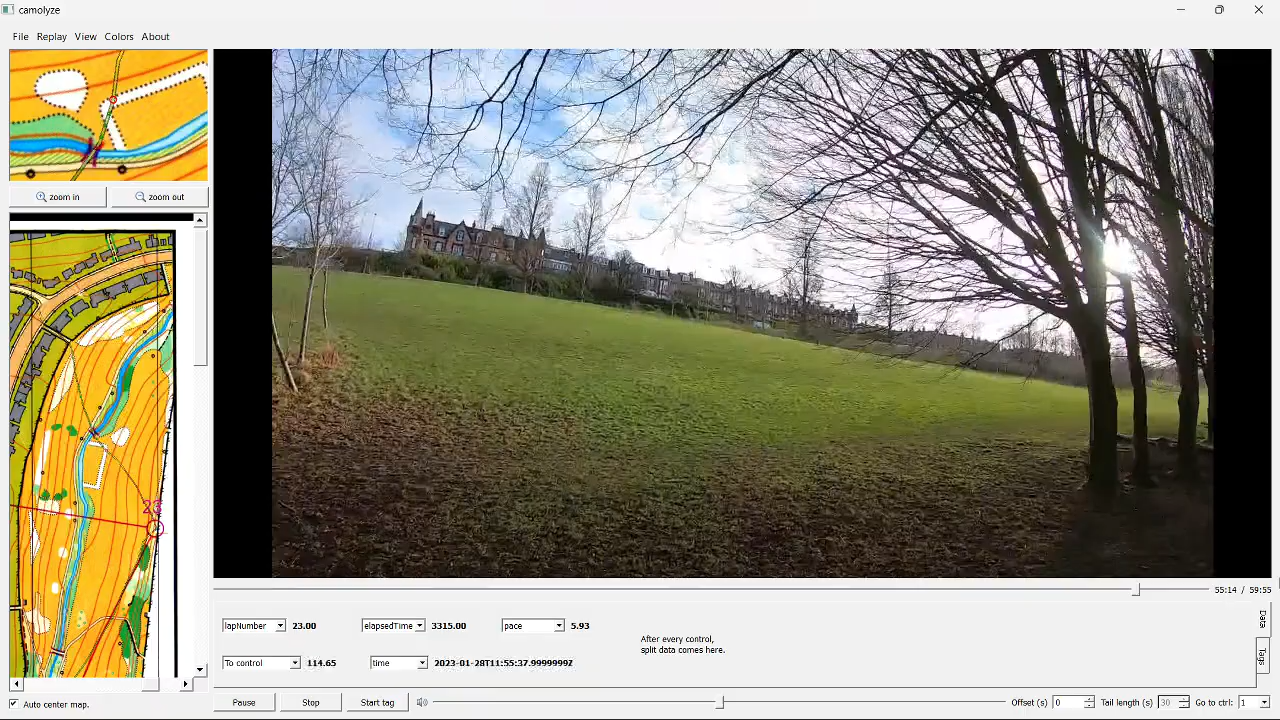 camolyze
File Replay View Colors About
zoom in zoom out
23
55:14 / 59:55
lapNumber 23.00 elapsedTime 3315.00 pace 5.93
After every control,
split data comes here.
To control 114.65 time 2023-01-28T11:55:37.9999999Z
Data
Tags
Auto center map.
Pause Stop Start tag Offset (s) 0 Tail length (s) 30 Go to ctrl: 1